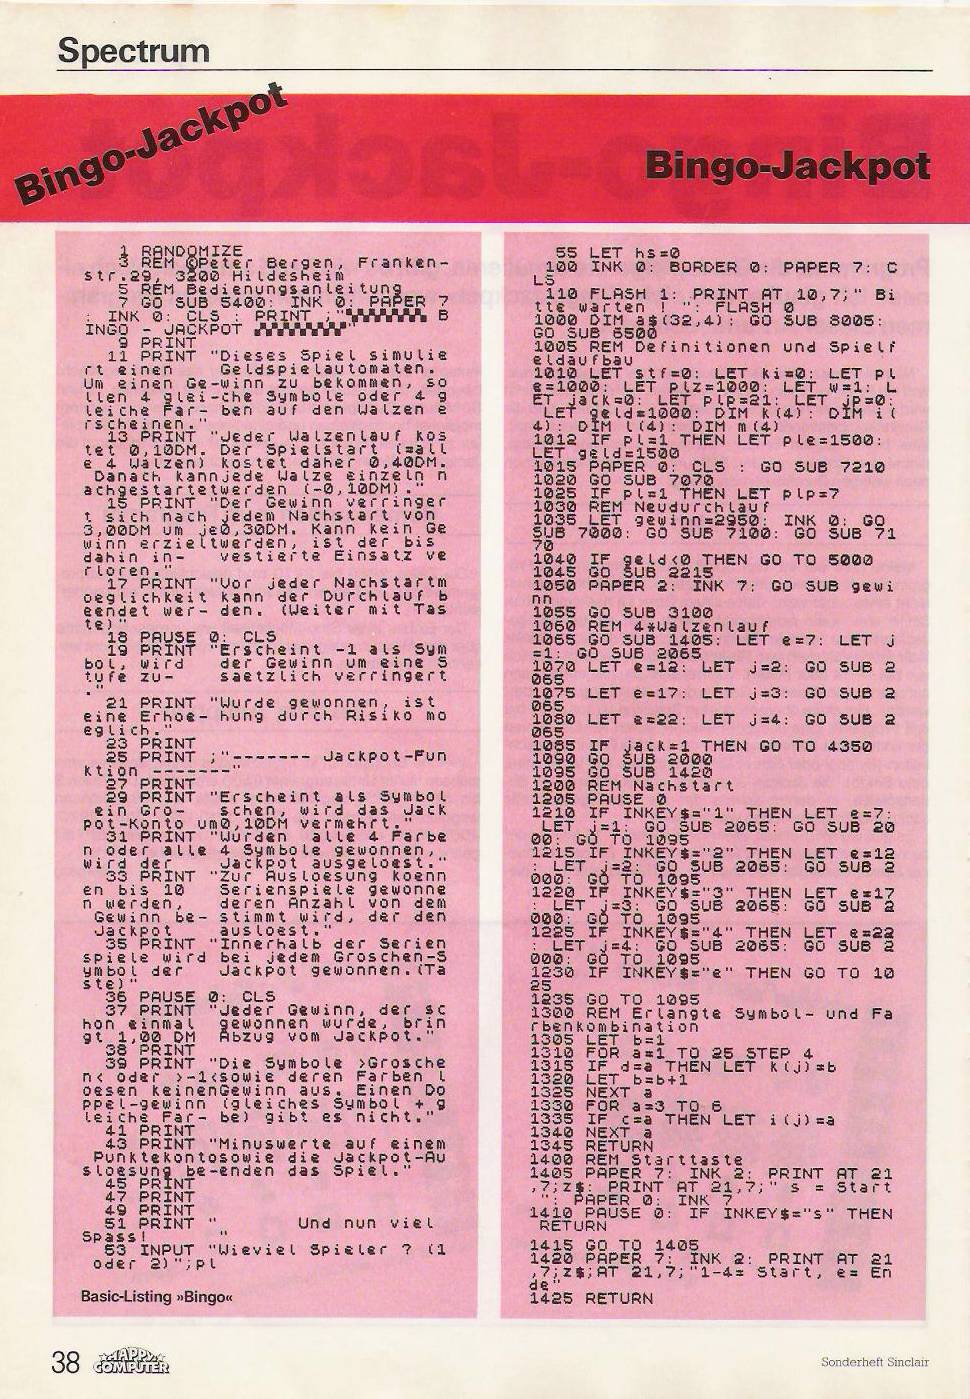 Spectrum
Bingo-Jackpot
Bingo-Jackpot
1 RANDOMIZE
3 REM ©Peter Bergen, Franken-
str.29, 3200 Hildesheim
5 REM Bedienungsanleitung
7 GO SUB 5400: INK 0: PAPER 7
: INK 0: CLS : PRINT ;" B
INGO - JACKPOT "
9 PRINT
11 PRINT "Dieses Spiel simulie
rt einen Geldspielautomaten.
Um einen Ge-winn zu bekommen, so
llen 4 glei-che Symbole oder 4 g
leiche Far- ben auf den Walzen e
rscheinen."
13 PRINT "Jeder Walzenlauf kos
tet 0,10DM. Der Spielstart (=all
e 4 Walzen) kostet daher 0,40DM.
Danach kannjede Walze einzeln n
achgestartetwerden (-0,10DM)."
15 PRINT "Der Gewinn verringer
t sich nach jedem Nachstart von
3,00DM um je0,30DM. Kann kein Ge
winn erzieltwerden, ist der bis
dahin in- vestierte Einsatz ve
rloren."
17 PRINT "Vor jeder Nachstartm
oeglichkeit kann der Durchlauf b
eendet wer- den. (Weiter mit Tas
te)"
18 PAUSE 0: CLS
19 PRINT "Erscheint -1 als Sym
bol, wird der Gewinn um eine S
tufe zu- saetzlich verringert
."
21 PRINT "Wurde gewonnen, ist
eine Erhoe- hung durch Risiko mo
eglich."
23 PRINT
25 PRINT ;"------- Jackpot-Fun
ktion -------"
27 PRINT
29 PRINT "Erscheint als Symbol
ein Gro- schen, wird das Jack
pot-Konto um0,10DM vermehrt."
31 PRINT "Wurden alle 4 Farbe
n oder alle 4 Symbole gewonnen,
wird der Jackpot ausgeloest."
33 PRINT "Zur Ausloesung koenn
en bis 10 Serienspiele gewonne
n werden, deren Anzahl von dem
Gewinn be- stimmt wird, der den
Jackpot ausloest."
35 PRINT "Innerhalb der Serien
spiele wird bei jedem Groschen-S
ymbol der Jackpot gewonnen.(Ta
ste)"
36 PAUSE 0: CLS
37 PRINT "Jeder Gewinn, der sc
hon einmal gewonnen wurde, brin
gt 1,00 DM Abzug vom Jackpot."
38 PRINT
39 PRINT "Die Symbole >Grosche
n< oder >-1<sowie deren Farben l
oesen keinenGewinn aus. Einen Do
ppel-gewinn (gleiches Symbol + g
leiche Far- be) gibt es nicht."
41 PRINT
43 PRINT "Minuswerte auf einem
Punktekontosowie die Jackpot-Au
sloesung be-enden das Spiel."
45 PRINT
47 PRINT
49 PRINT
51 PRINT " Und nun viel
Spass! "
53 INPUT "Wieviel Spieler ? (1
oder 2)";pl
Basic-Listing »Bingo«
55 LET hs=0
100 INK 0: BORDER 0: PAPER 7: C
LS
110 FLASH 1: PRINT AT 10,7;" Bi
tte warten ! ": FLASH 0
1000 DIM a$(32,4): GO SUB 8005:
GO SUB 6500
1005 REM Definitionen und Spielf
eldaufbau
1010 LET stf=0: LET ki=0: LET pl
e=1000: LET plz=1000: LET w=1: L
ET jack=0: LET plp=21: LET jp=0:
LET geld=1000: DIM k(4): DIM i(
4): DIM l(4): DIM m(4)
1012 IF pl=1 THEN LET ple=1500:
LET geld=1500
1015 PAPER 0: CLS : GO SUB 7210
1020 GO SUB 7070
1025 IF pl=1 THEN LET plp=7
1030 REM Neudurchlauf
1035 LET gewinn=2950: INK 0: GO
SUB 7000: GO SUB 7100: GO SUB 71
70
1040 IF geld<0 THEN GO TO 5000
1045 GO SUB 2215
1050 PAPER 2: INK 7: GO SUB gewi
nn
1055 GO SUB 3100
1060 REM 4*Walzenlauf
1065 GO SUB 1405: LET e=7: LET j
=1: GO SUB 2065
1070 LET e=12: LET j=2: GO SUB 2
065
1075 LET e=17: LET j=3: GO SUB 2
065
1080 LET e=22: LET j=4: GO SUB 2
065
1085 IF jack=1 THEN GO TO 4350
1090 GO SUB 2000
1095 GO SUB 1420
1200 REM Nachstart
1205 PAUSE 0
1210 IF INKEY$="1" THEN LET e=7:
LET j=1: GO SUB 2065: GO SUB 20
00: GO TO 1095
1215 IF INKEY$="2" THEN LET e=12
: LET j=2: GO SUB 2065: GO SUB 2
000: GO TO 1095
1220 IF INKEY$="3" THEN LET e=17
: LET j=3: GO SUB 2065: GO SUB 2
000: GO TO 1095
1225 IF INKEY$="4" THEN LET e=22
: LET j=4: GO SUB 2065: GO SUB 2
000: GO TO 1095
1230 IF INKEY$="e" THEN GO TO 10
25
1235 GO TO 1095
1300 REM Erlangte Symbol- und Fa
rbenkombination
1305 LET b=1
1310 FOR a=1 TO 25 STEP 4
1315 IF d=a THEN LET k(j)=b
1320 LET b=b+1
1325 NEXT a
1330 FOR a=3 TO 6
1335 IF c=a THEN LET i(j)=a
1340 NEXT a
1345 RETURN
1400 REM Starttaste
1405 PAPER 7: INK 2: PRINT AT 21
,7;z$: PRINT AT 21,7;" s = Start
": PAPER 0: INK 7
1410 PAUSE 0: IF INKEY$="s" THEN
RETURN
1415 GO TO 1405
1420 PAPER 7: INK 2: PRINT AT 21
,7;z$;AT 21,7;"1-4= Start, e= En
de"
1425 RETURN
38 HAPPY COMPUTER
Sonderheft Sinclair